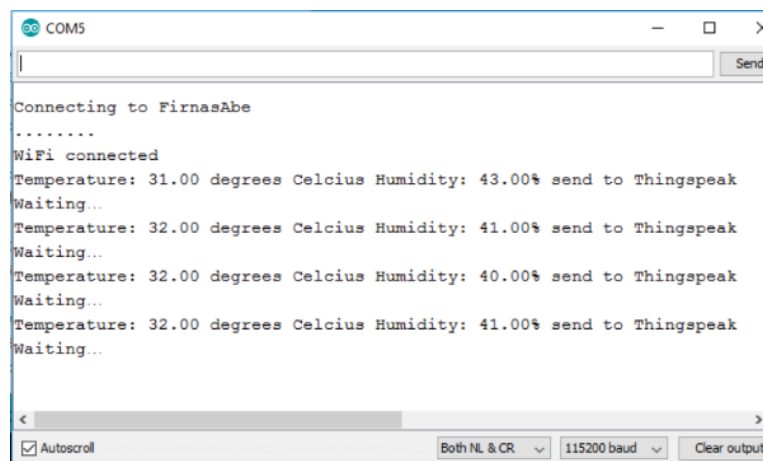 COM5
Send
Connecting to FirnasAbe
........
WiFi connected
Temperature: 31.00 degrees Celcius Humidity: 43.00% send to Thingspeak
Waiting...
Temperature: 32.00 degrees Celcius Humidity: 41.00% send to Thingspeak
Waiting...
Temperature: 32.00 degrees Celcius Humidity: 40.00% send to Thingspeak
Waiting...
Temperature: 32.00 degrees Celcius Humidity: 41.00% send to Thingspeak
Waiting...
Autoscroll Both NL & CR 115200 baud Clear output